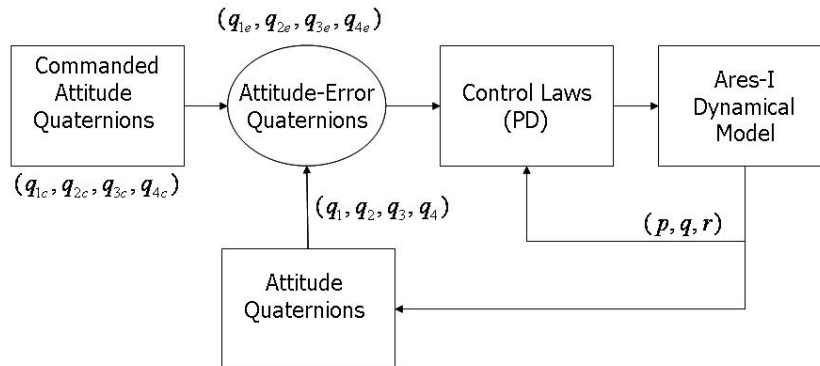 (q₁ₑ, q₂ₑ, q₃ₑ, q₄ₑ)
Commanded
Attitude
Quaternions
Attitude-Error
Quaternions
Control Laws
(PD)
Ares-I
Dynamical
Model
(q₁c, q₂c, q₃c, q₄c)
(q₁, q₂, q₃, q₄)
(p, q, r)
Attitude
Quaternions